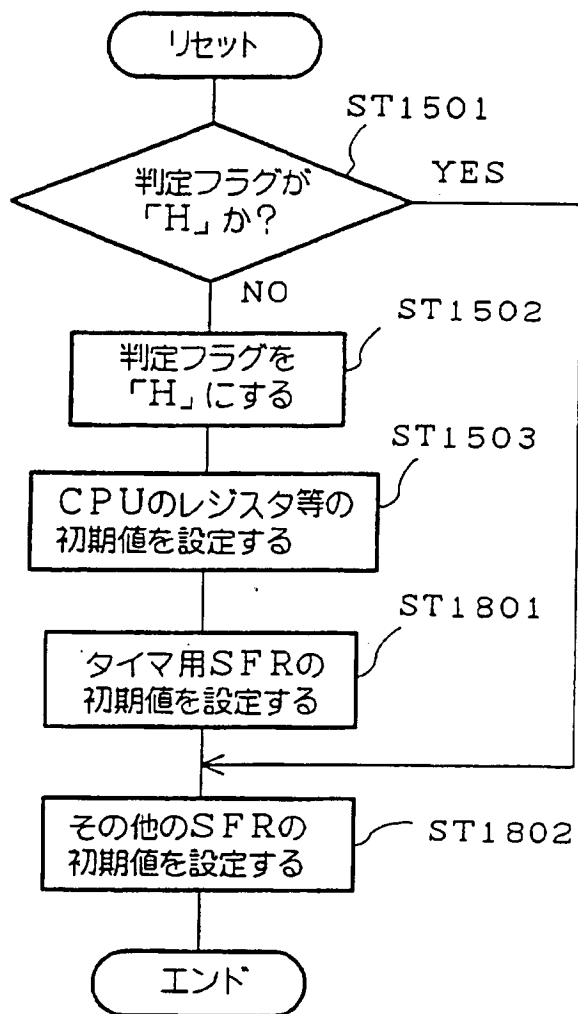 リセット
ST1501
判定フラグが
「H」か?
YES
NO
ST1502
判定フラグを
「H」にする
ST1503
CPUのレジスタ等の
初期値を設定する
ST1801
タイマ用SFRの
初期値を設定する
その他のSFRの
初期値を設定する
ST1802
エンド